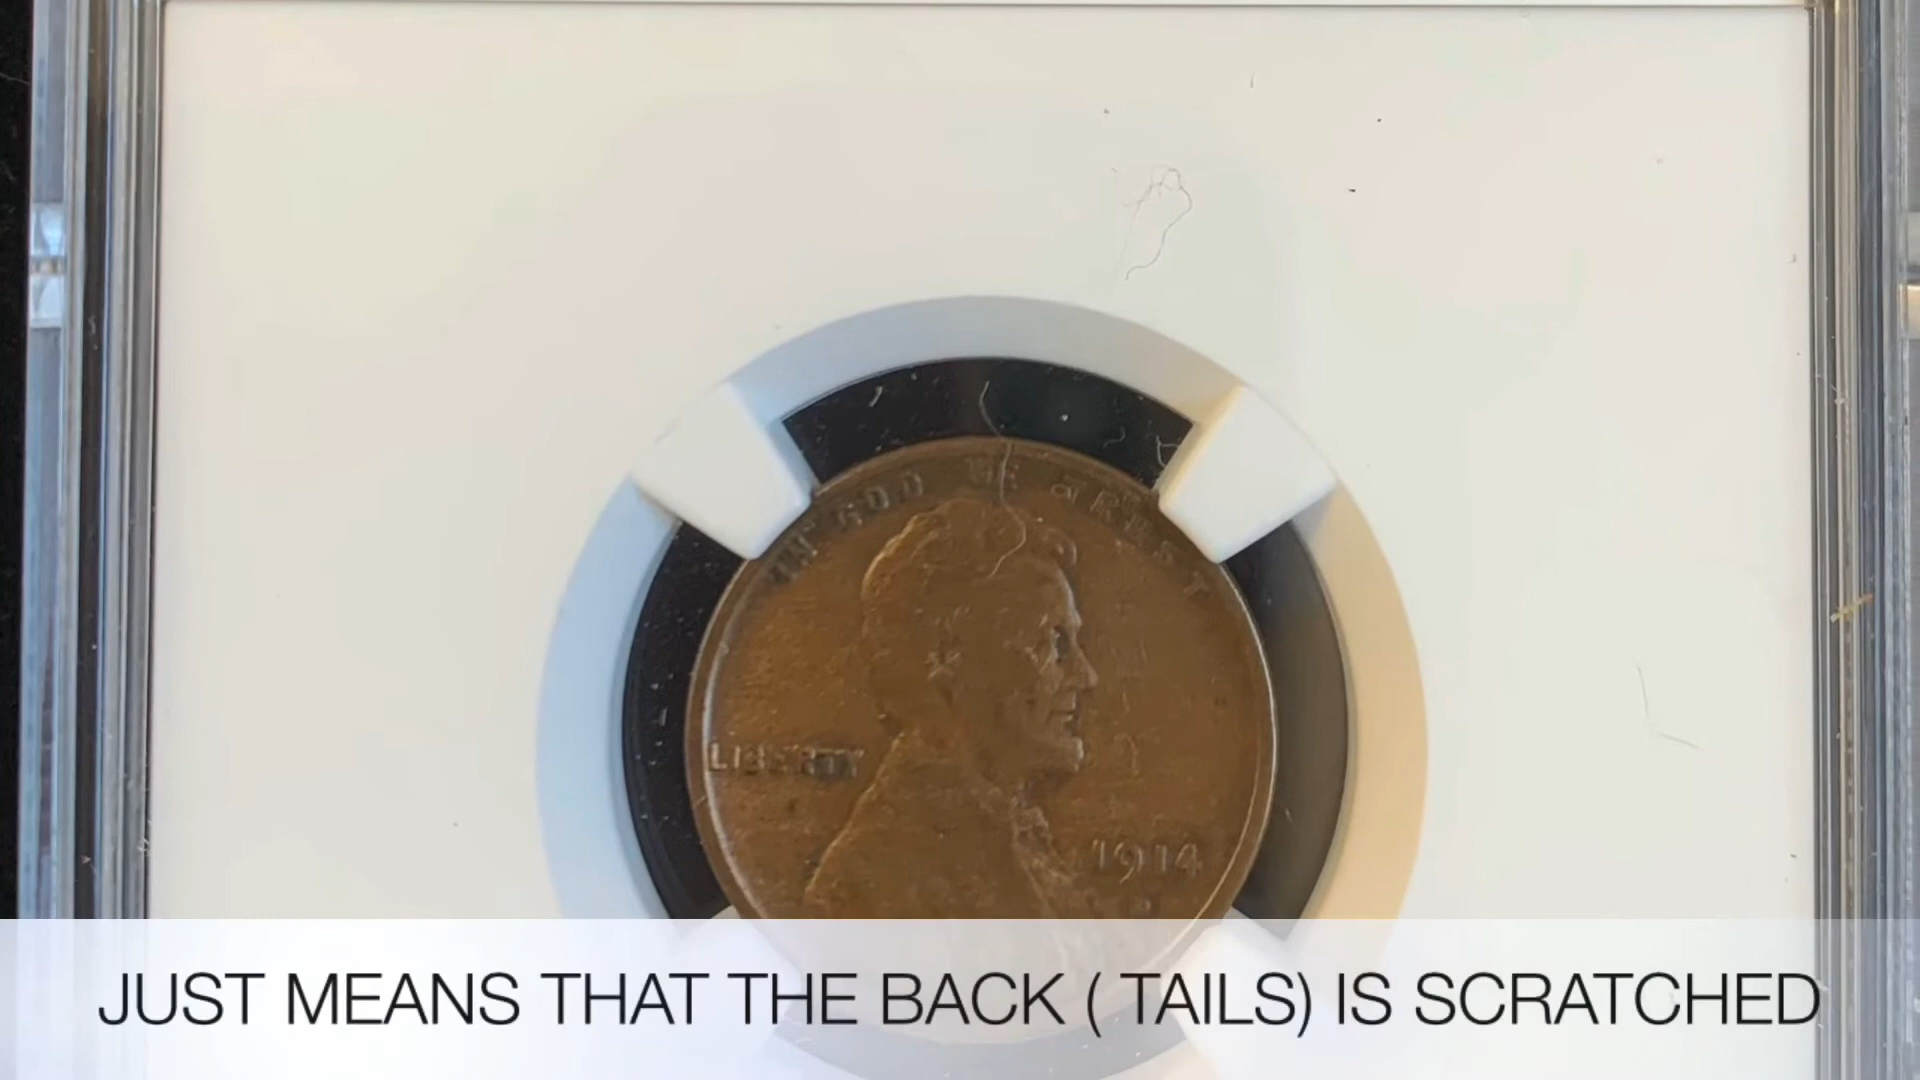 IN GOD WE TRUST
LIBERTY
1914
D
JUST MEANS THAT THE BACK ( TAILS) IS SCRATCHED